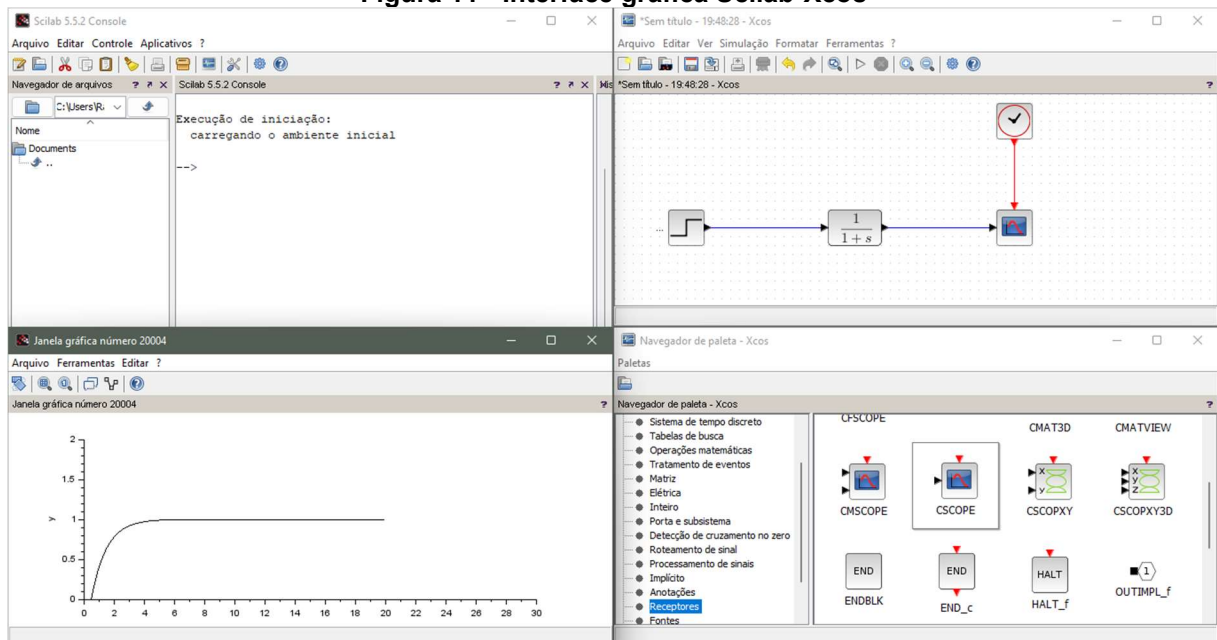 Figura 17 - Interface gráfica Scilab-Xcos
Scilab 5.5.2 Console
Arquivo Editar Controle Aplicativos ?
Navegador de arquivos ? ↗ X
Scilab 5.5.2 Console ? ↗ X
His
C:\Users\R
Nome
Documents
..
Execução de iniciação:
carregando o ambiente inicial
-->
*Sem título - 19:48:28 - Xcos
Arquivo Editar Ver Simulação Formatar Ferramentas ?
*Sem título - 19:48:28 - Xcos ?
...
1
1 + s
Janela gráfica número 20004
Arquivo Ferramentas Editar ?
Janela gráfica número 20004 ?
2
1.5
1
0.5
0
y
0 2 4 6 8 10 12 14 16 18 20 22 24 26 28 30
Navegador de paleta - Xcos
Paletas
Navegador de paleta - Xcos ?
Sistema de tempo discreto
Tabelas de busca
Operações matemáticas
Tratamento de eventos
Matriz
Elétrica
Inteiro
Porta e subsistema
Detecção de cruzamento no zero
Roteamento de sinal
Processamento de sinais
Implícito
Anotações
Receptores
Fontes
CFSCOPE
CMAT3D
CMATVIEW
x
y
x
y
z
CMSCOPE
CSCOPE
CSCOPXY
CSCOPXY3D
END
END
HALT
1
ENDBLK
END_c
HALT_f
OUTIMPL_f